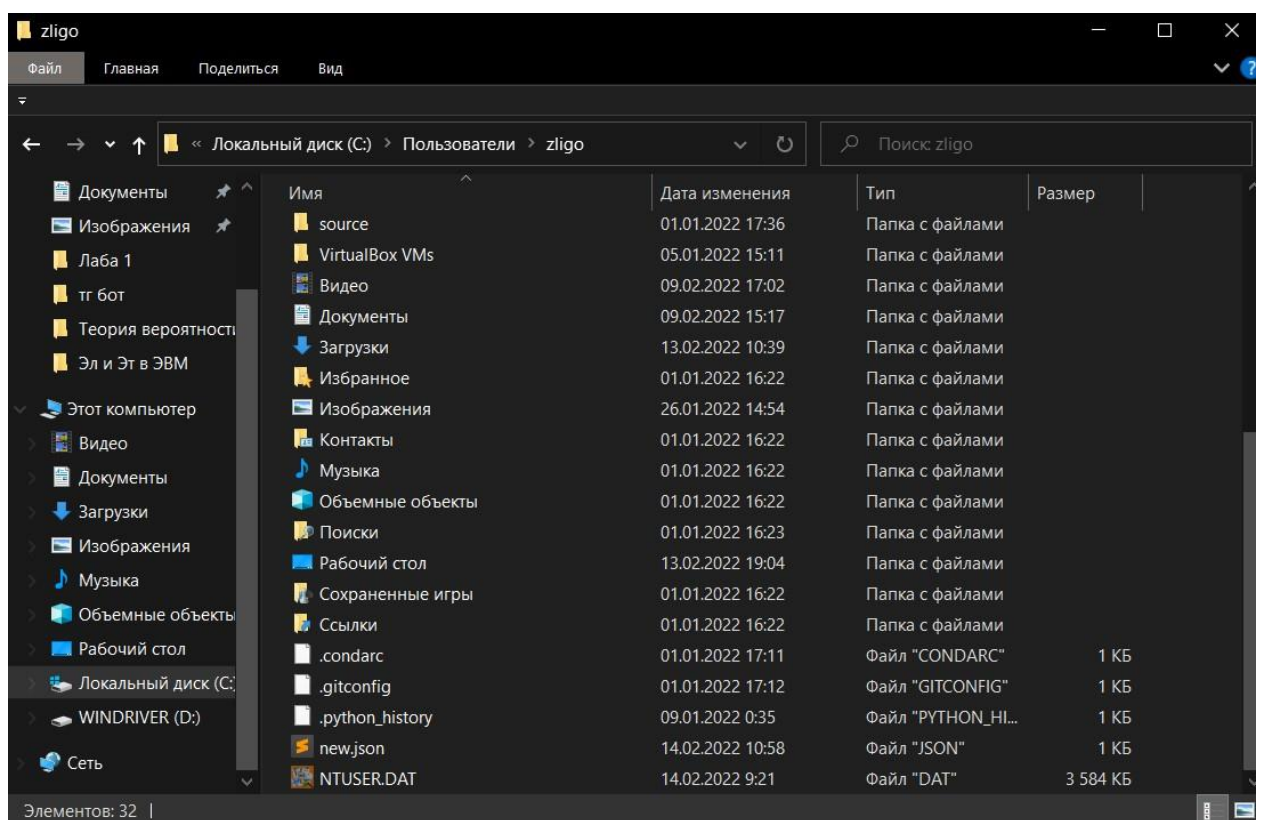 zligo
Файл Главная Поделиться Вид
« Локальный диск (C:) › Пользователи › zligo Поиск: zligo
Имя Дата изменения Тип Размер
Документы
Изображения
Лаба 1
тг бот
Теория вероятности
Эл и Эт в ЭВМ
Этот компьютер
Видео
Документы
Загрузки
Изображения
Музыка
Объемные объекты
Рабочий стол
Локальный диск (C:)
WINDRIVER (D:)
Сеть
source 01.01.2022 17:36 Папка с файлами
VirtualBox VMs 05.01.2022 15:11 Папка с файлами
Видео 09.02.2022 17:02 Папка с файлами
Документы 09.02.2022 15:17 Папка с файлами
Загрузки 13.02.2022 10:39 Папка с файлами
Избранное 01.01.2022 16:22 Папка с файлами
Изображения 26.01.2022 14:54 Папка с файлами
Контакты 01.01.2022 16:22 Папка с файлами
Музыка 01.01.2022 16:22 Папка с файлами
Объемные объекты 01.01.2022 16:22 Папка с файлами
Поиски 01.01.2022 16:23 Папка с файлами
Рабочий стол 13.02.2022 19:04 Папка с файлами
Сохраненные игры 01.01.2022 16:22 Папка с файлами
Ссылки 01.01.2022 16:22 Папка с файлами
.condarc 01.01.2022 17:11 Файл "CONDARC" 1 КБ
.gitconfig 01.01.2022 17:12 Файл "GITCONFIG" 1 КБ
.python_history 09.01.2022 0:35 Файл "PYTHON_HI... 1 КБ
new.json 14.02.2022 10:58 Файл "JSON" 1 КБ
NTUSER.DAT 14.02.2022 9:21 Файл "DAT" 3 584 КБ
Элементов: 32